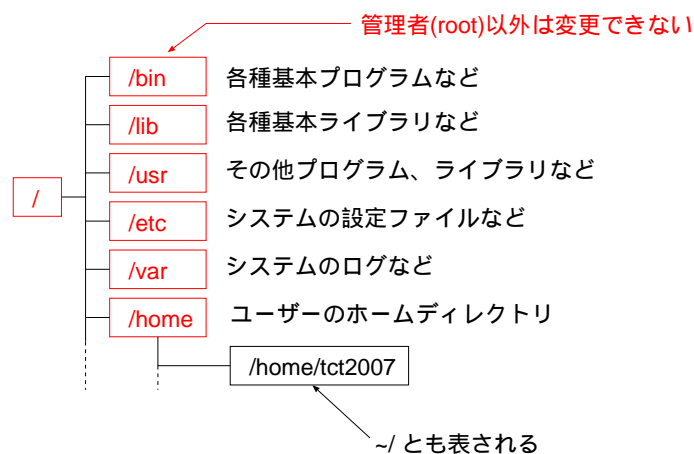 管理者(root)以外は変更できない
/bin 各種基本プログラムなど
/lib 各種基本ライブラリなど
/usr その他プログラム、ライブラリなど
/
/etc システムの設定ファイルなど
/var システムのログなど
/home ユーザーのホームディレクトリ
/home/tct2007
~/ とも表される